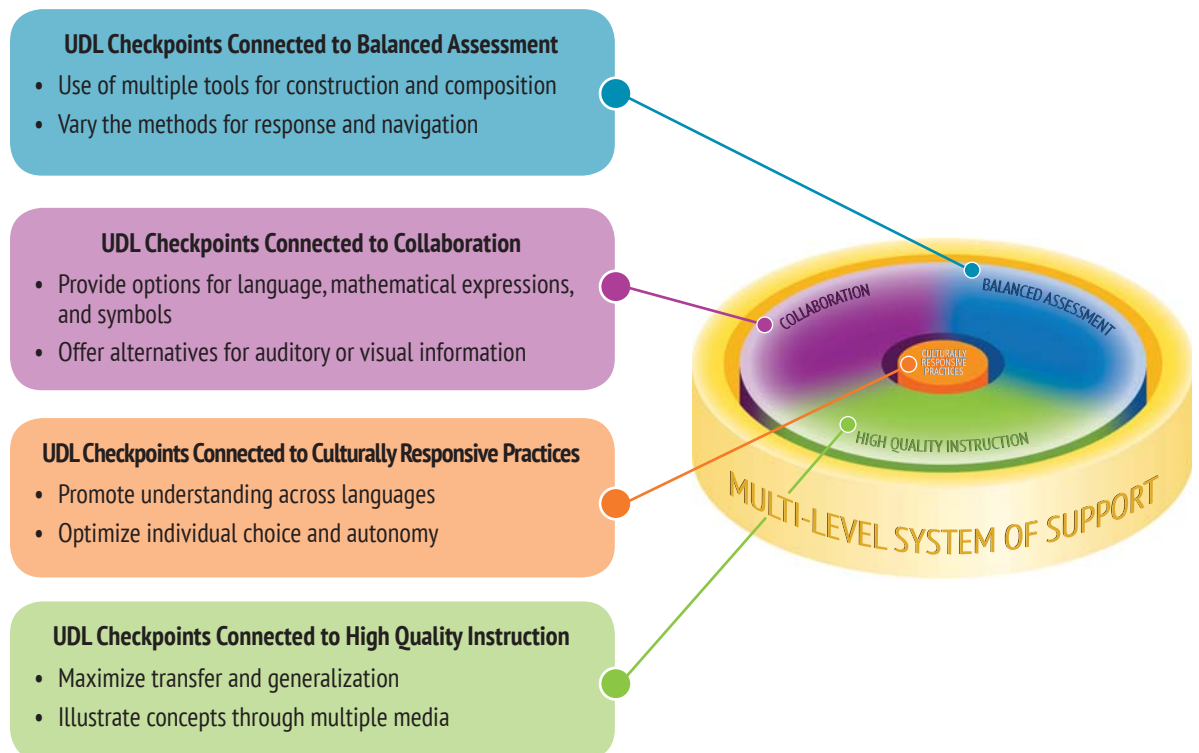 UDL Checkpoints Connected to Balanced Assessment
• Use of multiple tools for construction and composition
• Vary the methods for response and navigation
UDL Checkpoints Connected to Collaboration
• Provide options for language, mathematical expressions,
and symbols
• Offer alternatives for auditory or visual information
UDL Checkpoints Connected to Culturally Responsive Practices
• Promote understanding across languages
• Optimize individual choice and autonomy
UDL Checkpoints Connected to High Quality Instruction
• Maximize transfer and generalization
• Illustrate concepts through multiple media
COLLABORATION
BALANCED ASSESSMENT
CULTURALLY
RESPONSIVE
PRACTICES
HIGH QUALITY INSTRUCTION
MULTI-LEVEL SYSTEM OF SUPPORT